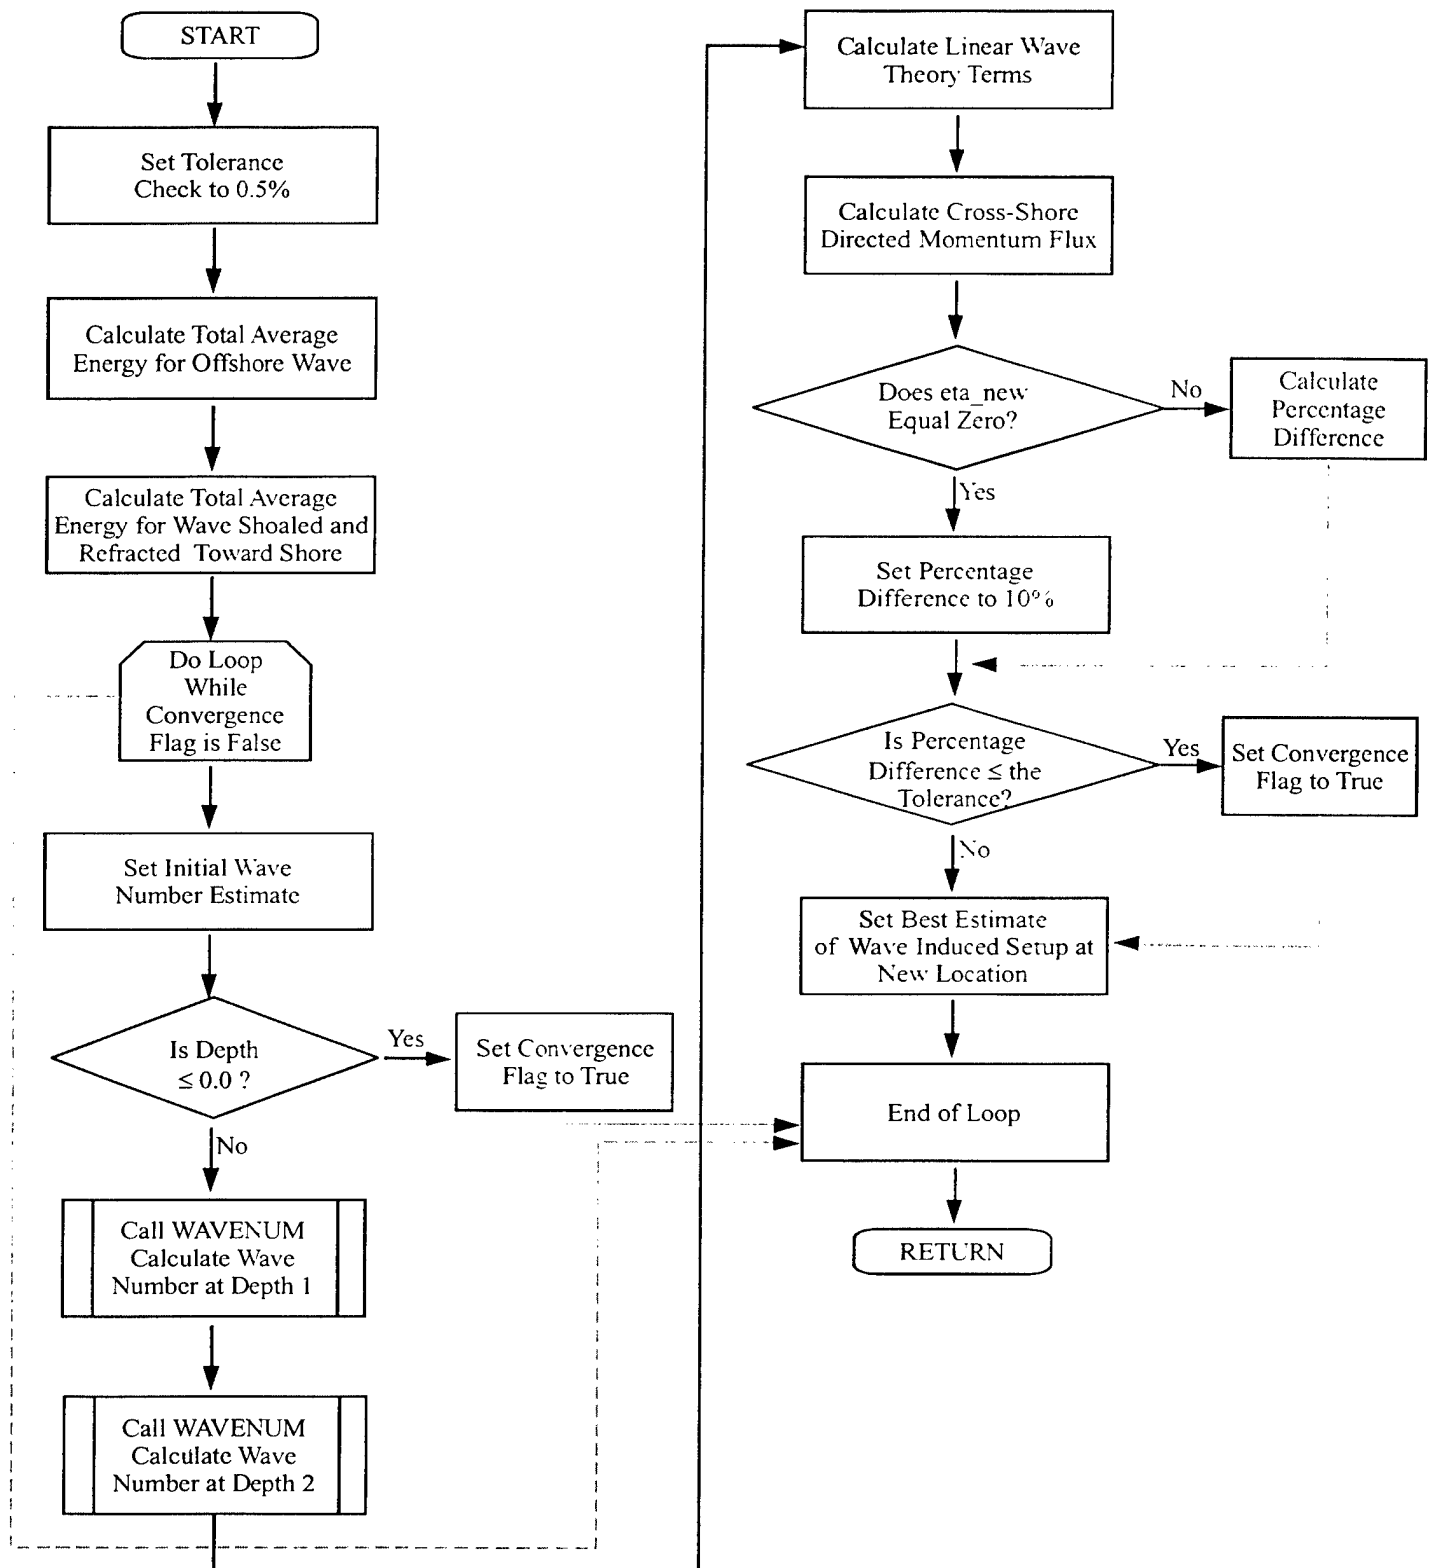 START
Set Tolerance
Check to 0.5%
Calculate Total Average
Energy for Offshore Wave
Calculate Total Average
Energy for Wave Shoaled and
Refracted Toward Shore
Do Loop
While
Convergence
Flag is False
Set Initial Wave
Number Estimate
Is Depth
≤ 0.0 ?
Yes
Set Convergence
Flag to True
No
Call WAVENUM
Calculate Wave
Number at Depth 1
Call WAVENUM
Calculate Wave
Number at Depth 2
Calculate Linear Wave
Theory Terms
Calculate Cross-Shore
Directed Momentum Flux
Does eta_new
Equal Zero?
No
Calculate
Percentage
Difference
Yes
Set Percentage
Difference to 10%
Is Percentage
Difference ≤ the
Tolerance?
Yes
Set Convergence
Flag to True
No
Set Best Estimate
of Wave Induced Setup at
New Location
End of Loop
RETURN